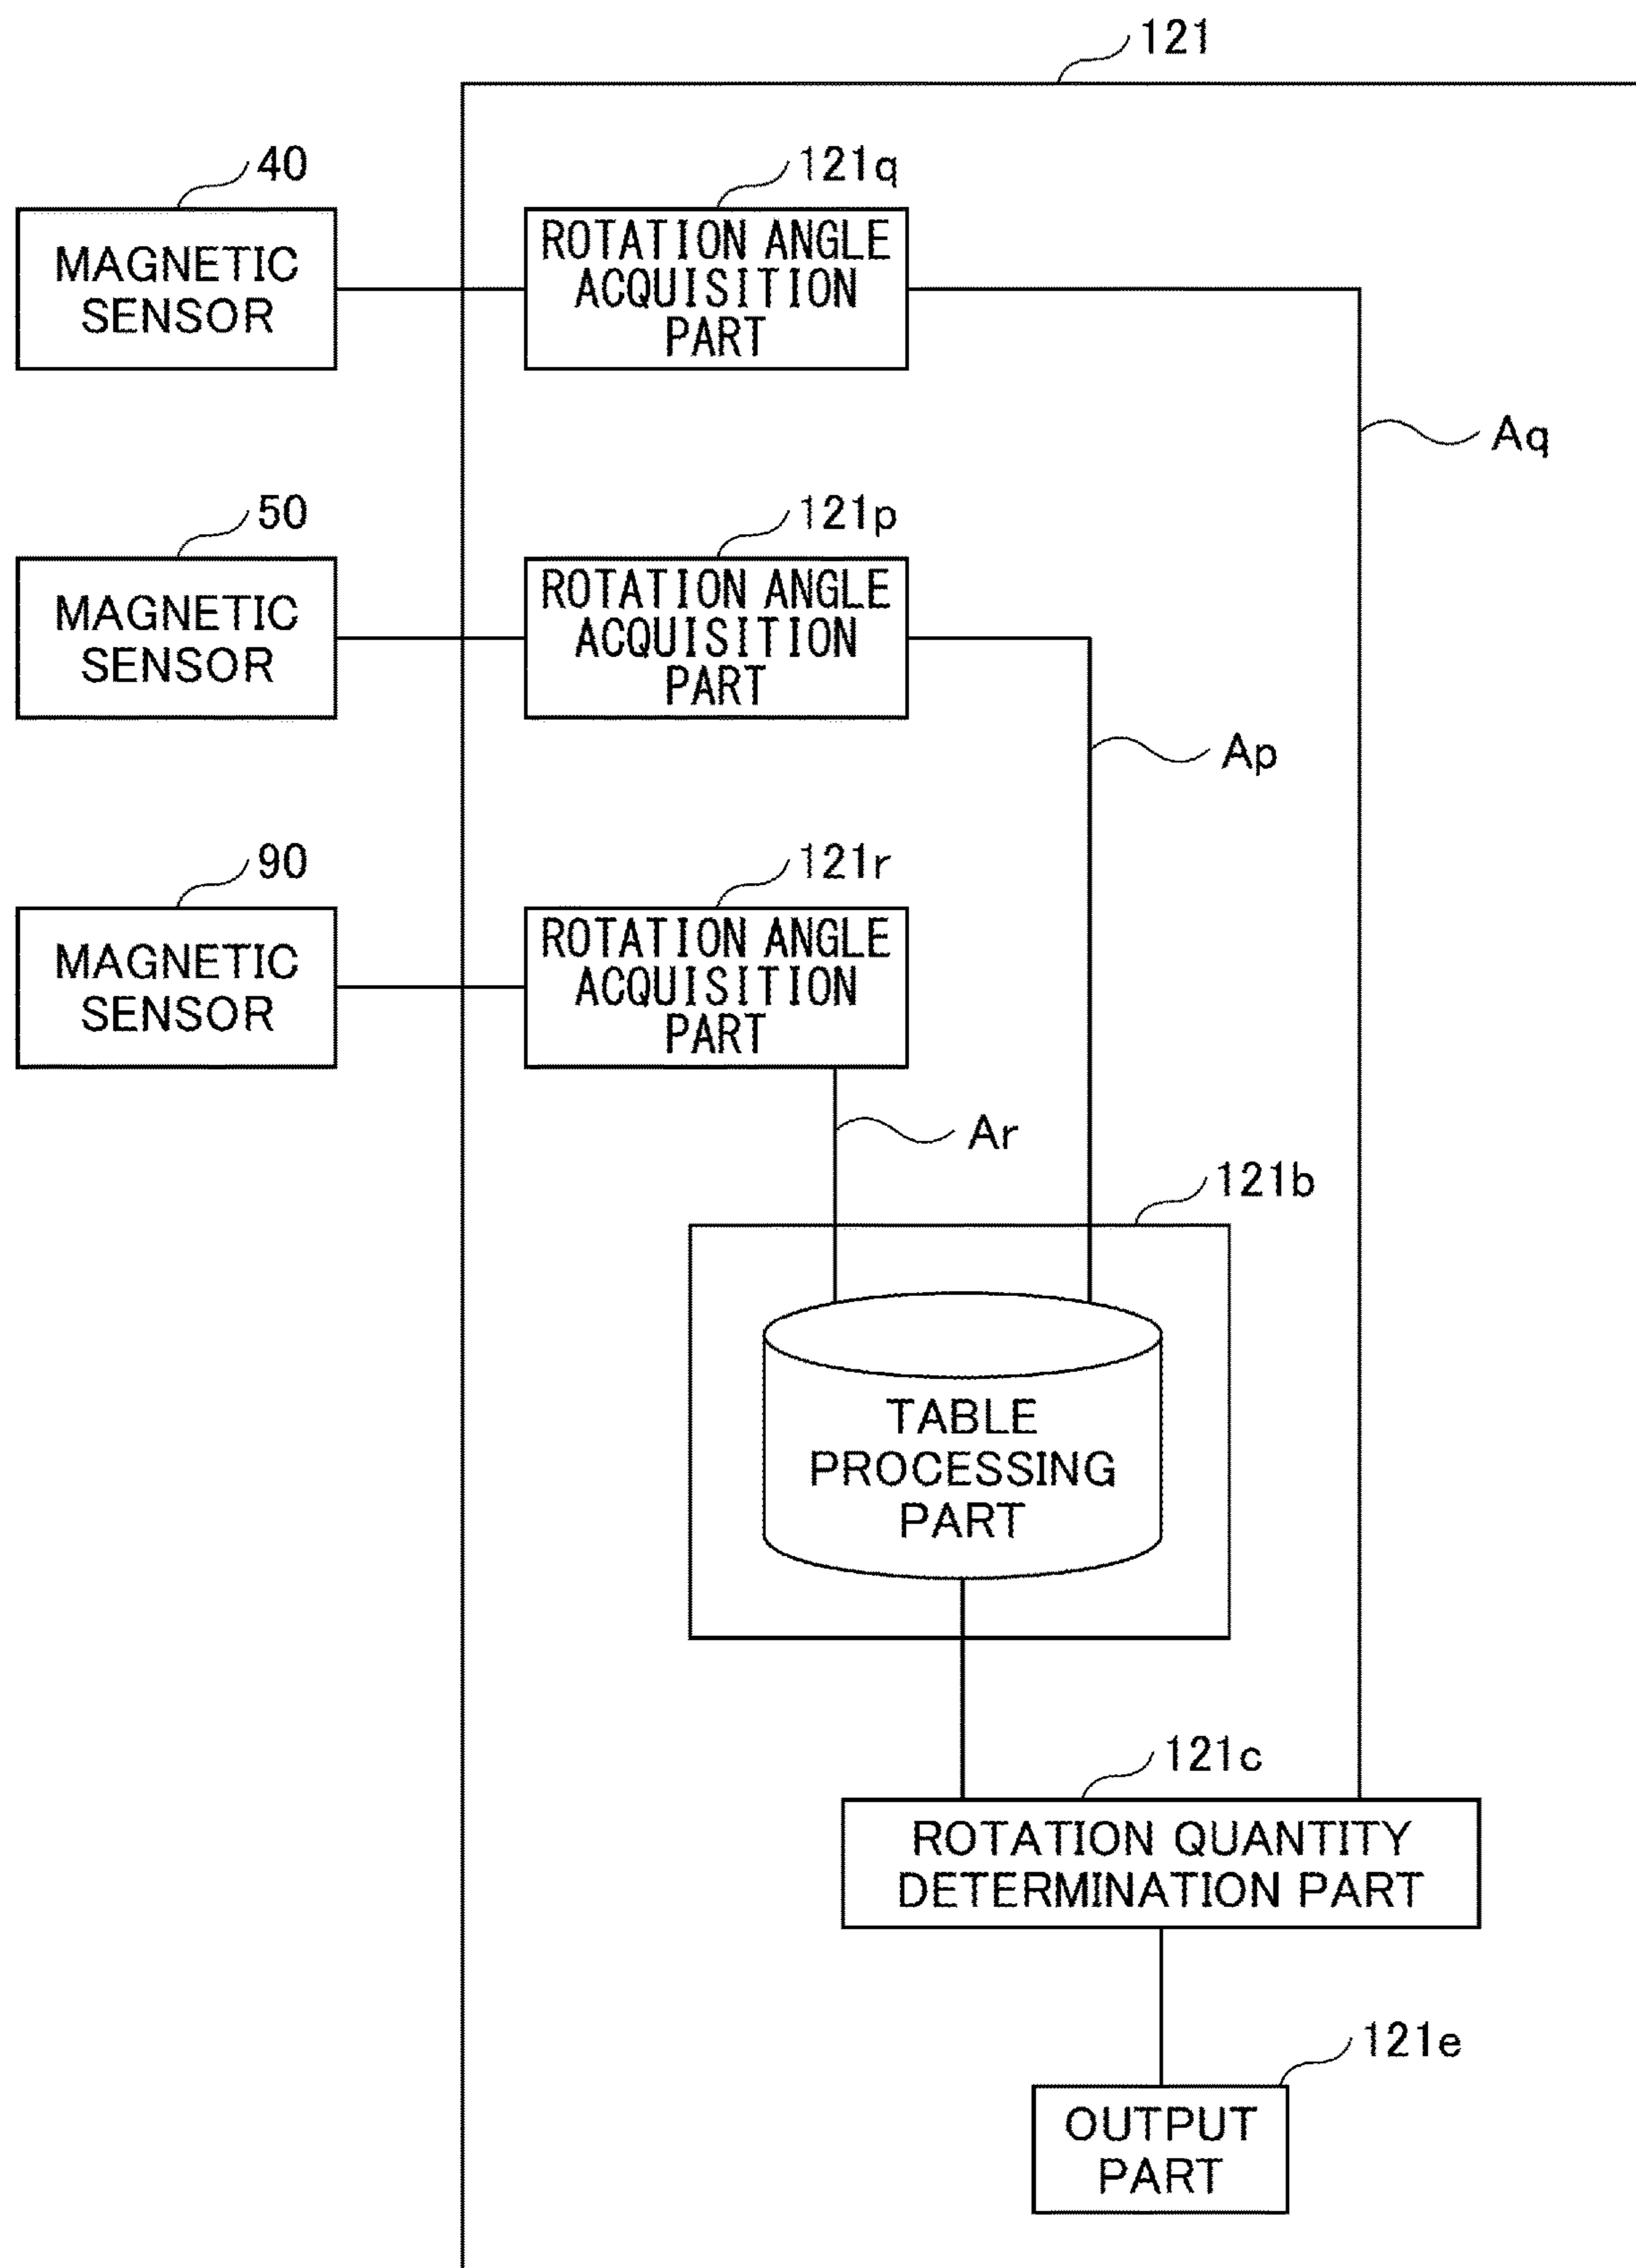 121
40
121q
MAGNETIC
SENSOR
ROTATION ANGLE
ACQUISITION
PART
Aq
50
121p
MAGNETIC
SENSOR
ROTATION ANGLE
ACQUISITION
PART
Ap
90
121r
MAGNETIC
SENSOR
ROTATION ANGLE
ACQUISITION
PART
Ar
121b
TABLE
PROCESSING
PART
121c
ROTATION QUANTITY
DETERMINATION PART
121e
OUTPUT
PART